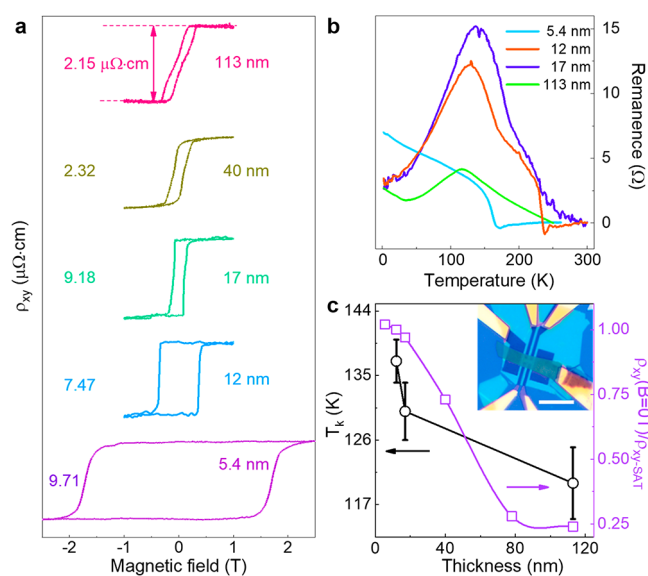 a
2.15 μΩ·cm
113 nm
2.32
40 nm
9.18
17 nm
7.47
12 nm
9.71
5.4 nm
ρxy (μΩ·cm)
-2 -1 0 1 2
Magnetic field (T)
b
5.4 nm
12 nm
17 nm
113 nm
15
10
5
0
Remanence (Ω)
0 50 100 150 200 250 300
Temperature (K)
c
144
135
126
117
Tk (K)
1.00
0.75
0.50
0.25
ρxy(B=0T)/ρxy-SAT
0 20 40 60 80 100 120
Thickness (nm)